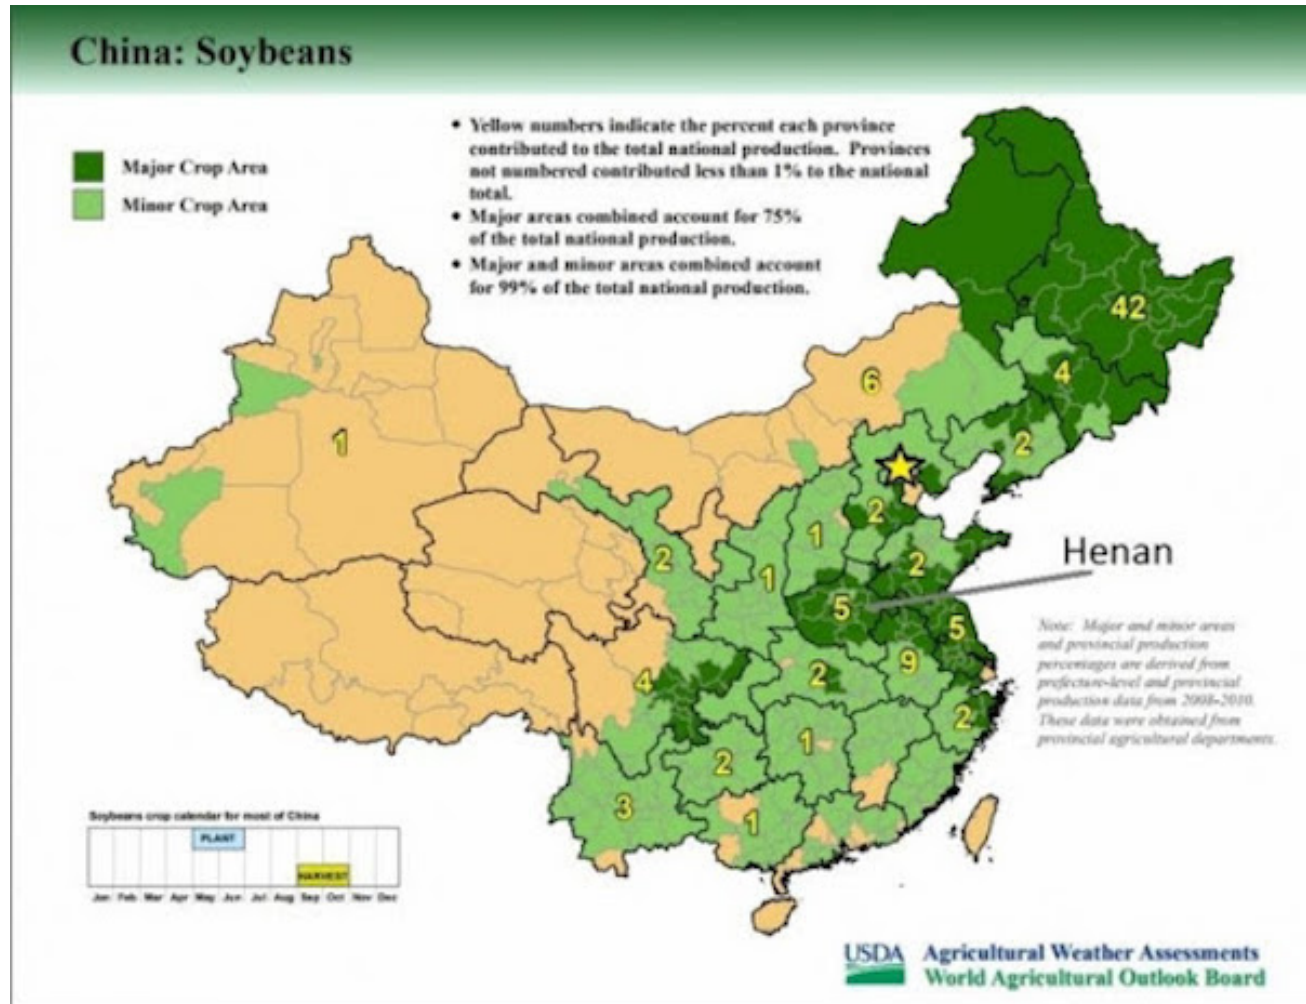 China: Soybeans
Major Crop Area
Minor Crop Area
• Yellow numbers indicate the percent each province
contributed to the total national production. Provinces
not numbered contributed less than 1% to the national
total.
• Major areas combined account for 75%
of the total national production.
• Major and minor areas combined account
for 99% of the total national production.
42
4
6
2
1
2
1
2
2
1
Henan
5
5
9
4
2
2
1
2
3
1
Note: Major and minor areas
and provincial production
percentages are derived from
prefecture-level and provincial
production data from 2008-2010.
These data were obtained from
provincial agricultural departments.
Soybeans crop calendar for most of China
PLANT
HARVEST
Jan Feb Mar Apr May Jun Jul Aug Sep Oct Nov Dec
USDA Agricultural Weather Assessments
World Agricultural Outlook Board